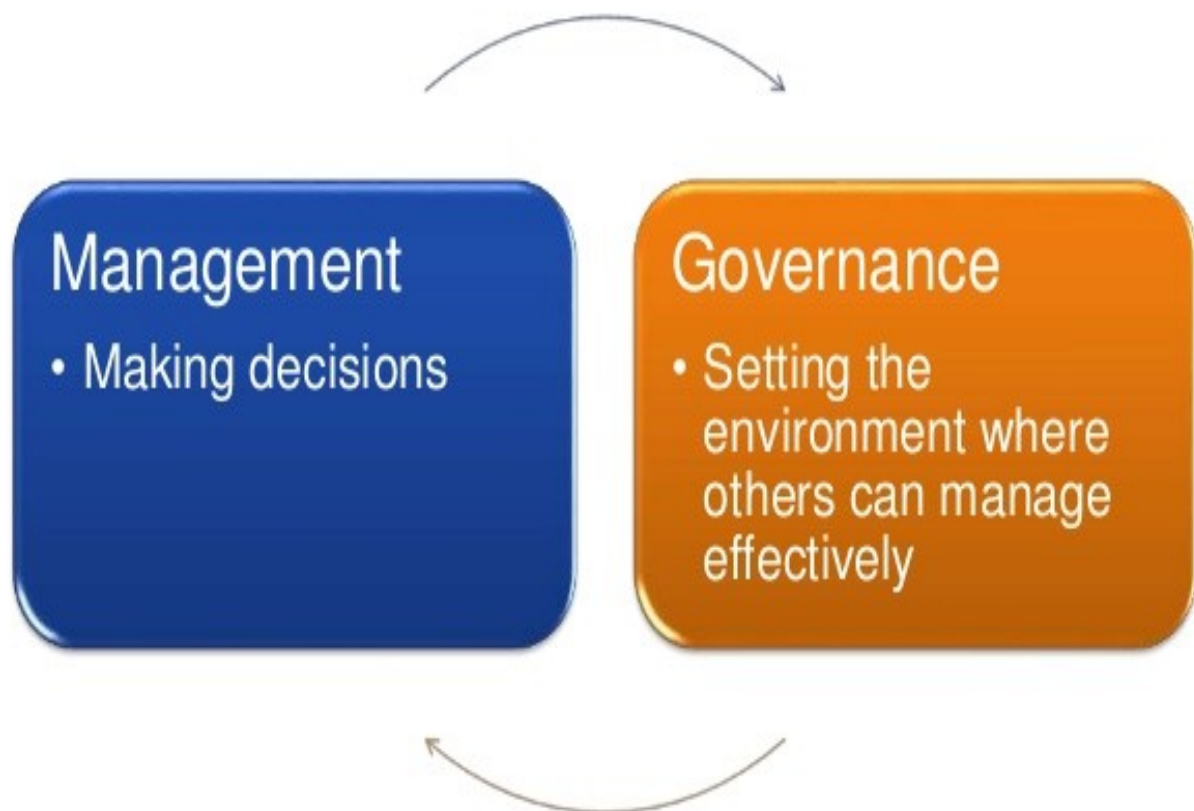 Management
• Making decisions
Governance
• Setting the
environment where
others can manage
effectively